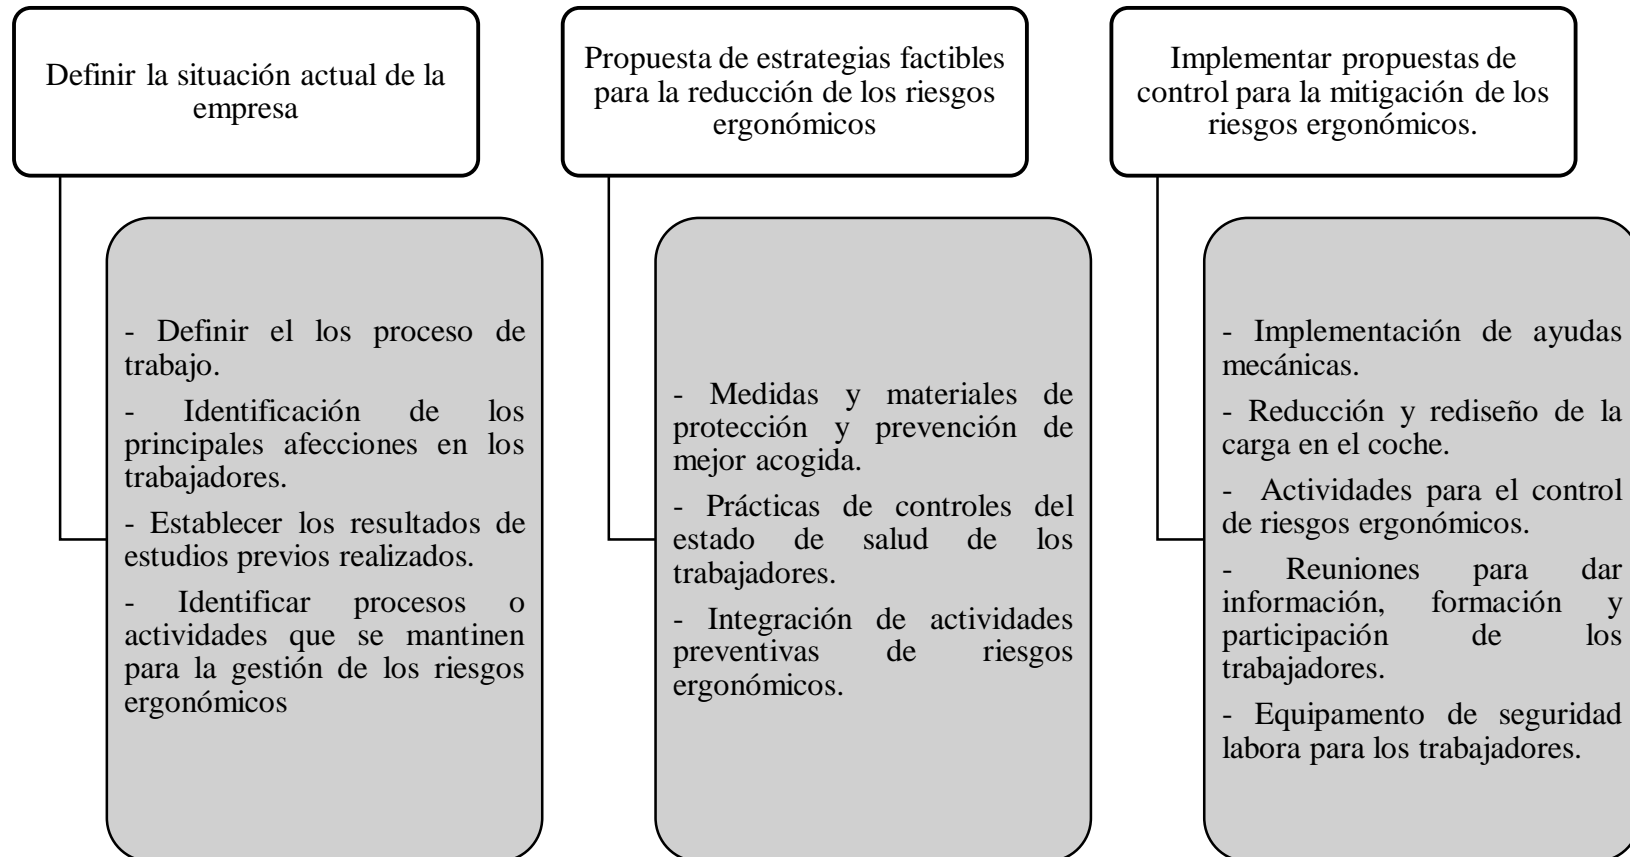 Definir la situación actual de la
empresa
- Definir el los proceso de
trabajo.
- Identificación de los
principales afecciones en los
trabajadores.
- Establecer los resultados de
estudios previos realizados.
- Identificar procesos o
actividades que se mantinen
para la gestión de los riesgos
ergonómicos
Propuesta de estrategias factibles
para la reducción de los riesgos
ergonómicos
- Medidas y materiales de
protección y prevención de
mejor acogida.
- Prácticas de controles del
estado de salud de los
trabajadores.
- Integración de actividades
preventivas de riesgos
ergonómicos.
Implementar propuestas de
control para la mitigación de los
riesgos ergonómicos.
- Implementación de ayudas
mecánicas.
- Reducción y rediseño de la
carga en el coche.
- Actividades para el control
de riesgos ergonómicos.
- Reuniones para dar
información, formación y
participación de los
trabajadores.
- Equipamento de seguridad
labora para los trabajadores.